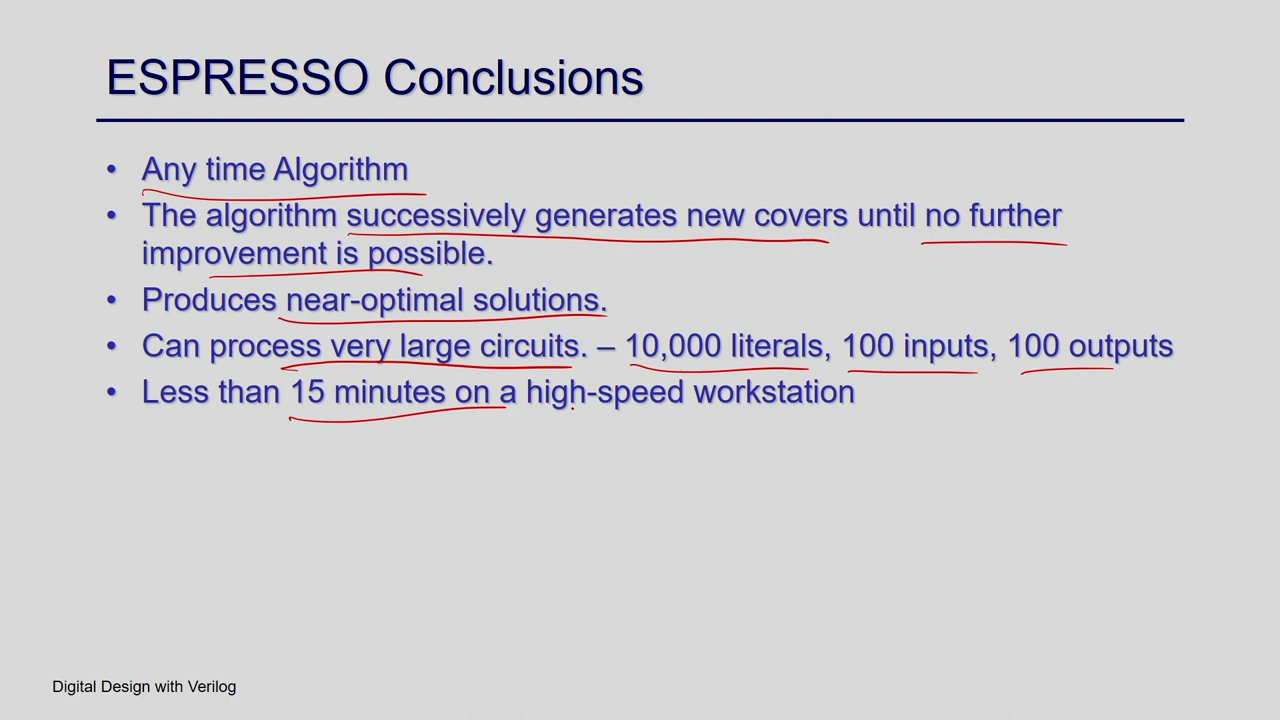 ESPRESSO Conclusions
• Any time Algorithm
• The algorithm successively generates new covers until no further
improvement is possible.
• Produces near-optimal solutions.
• Can process very large circuits. – 10,000 literals, 100 inputs, 100 outputs
• Less than 15 minutes on a high-speed workstation
Digital Design with Verilog